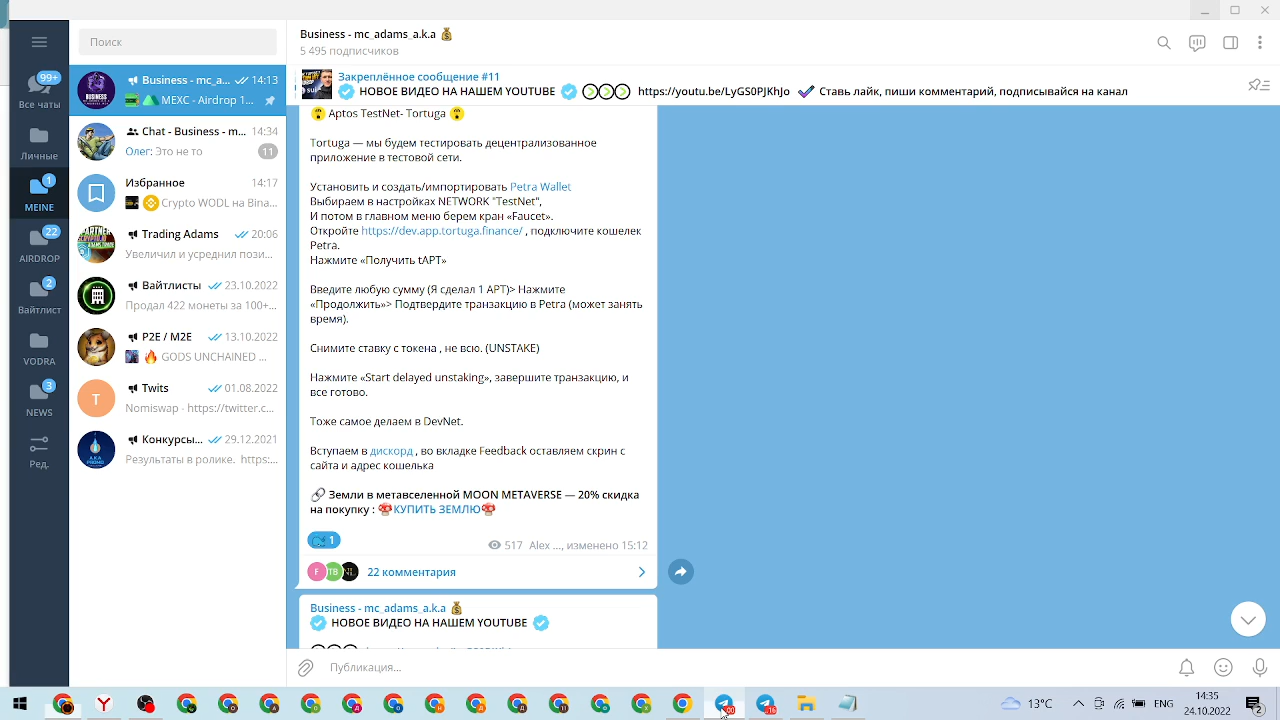 Поиск
99+
Все чаты
Личные
1
MEINE
22
AIRDROP
2
Вайтлист
VODRA
3
NEWS
Ред.
Business - mc_a... 14:13
MEXC - Airdrop 1...
Chat - Business - m... 14:34
Олег: Это не то 11
Избранное 14:17
Crypto WODL на Bina...
Trading Adams 20:06
Увеличил и усреднил пози...
Вайтлисты 23.10.2022
Продал 422 монеты за 100+...
P2E / M2E 13.10.2022
GODS UNCHAINED ...
T
Twits 01.08.2022
Nomiswap - https://twitter.c...
Конкурсы... 29.12.2021
Результаты в ролике. https:...
Business - mc_adams_a.k.a
5 495 подписчиков
Закреплённое сообщение #11
НОВОЕ ВИДЕО НА НАШЕМ YOUTUBE https://youtu.be/LyGS0PJKhJo Ставь лайк, пиши комментарий, подписывайся на канал
Aptos TestNet- Tortuga
Tortuga — мы будем тестировать децентрализованное
приложение в тестовой сети.
Установить и создать/импортировать Petra Wallet
Выбираем в настройках NETWORK "TestNet",
И потом в главном меню берем кран «Faucet».
Откройте https://dev.app.tortuga.finance/ , подключите кошелек
Petra.
Нажмите «Получить tAPT»
Введите любую сумму (Я сделал 1 APT)> Нажмите
«Продолжить»> Подтвердите транзакцию в Petra (может занять
время).
Снимите ставку с токена , не всю. (UNSTAKE)
Нажмите «Start delayed unstaking», завершите транзакцию, и
все готово.
Тоже самое делаем в DevNet.
Вступаем в дискорд , во вкладке Feedback оставляем скрин с
сайта и адрес кошелька
Земли в метавселенной MOON METAVERSE — 20% скидка
на покупку : КУПИТЬ ЗЕМЛЮ
1
517 Alex ..., изменено 15:12
22 комментария
Business - mc_adams_a.k.a
НОВОЕ ВИДЕО НА НАШЕМ YOUTUBE
Публикация...
13°C
ENG
14:35
24.10.2022